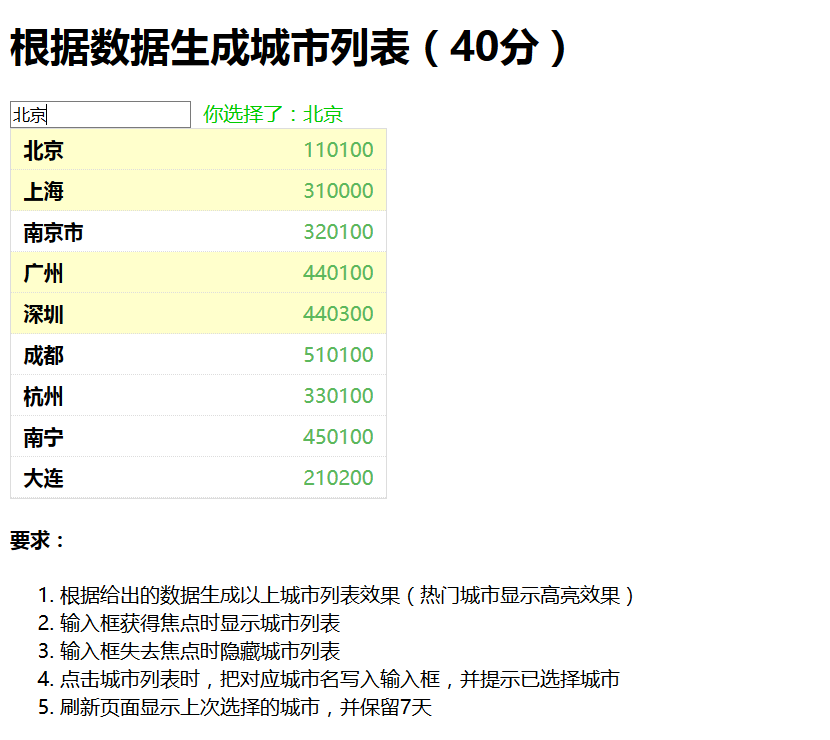 根据数据生成城市列表（40分）
北京 你选择了：北京
北京 110100
上海 310000
南京市 320100
广州 440100
深圳 440300
成都 510100
杭州 330100
南宁 450100
大连 210200
要求：
1. 根据给出的数据生成以上城市列表效果（热门城市显示高亮效果）
2. 输入框获得焦点时显示城市列表
3. 输入框失去焦点时隐藏城市列表
4. 点击城市列表时，把对应城市名写入输入框，并提示已选择城市
5. 刷新页面显示上次选择的城市，并保留7天